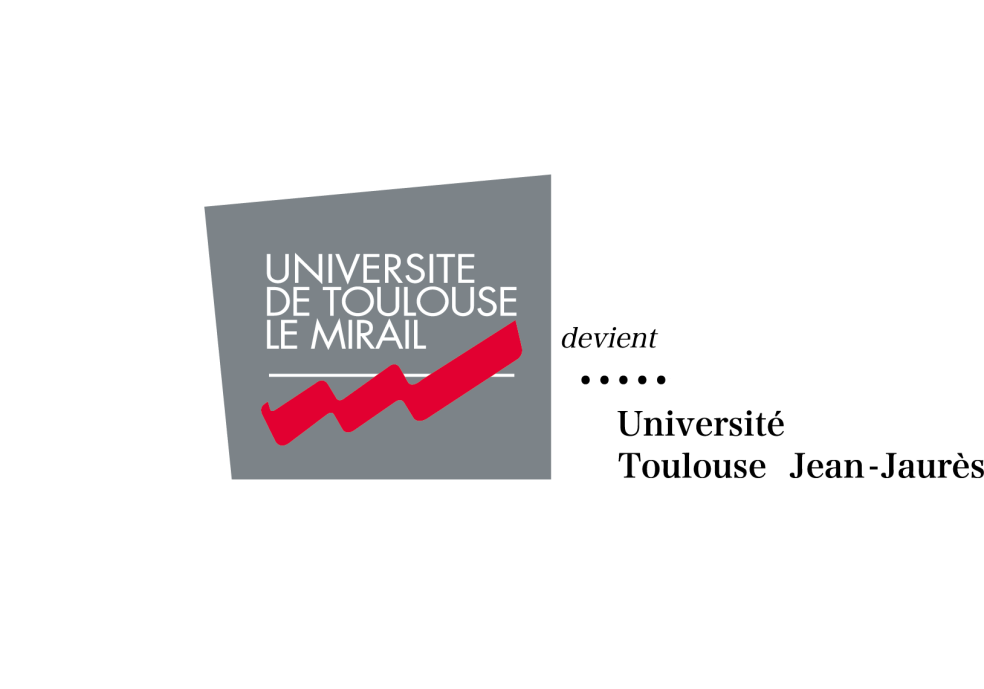 UNIVERSITE
DE TOULOUSE
LE MIRAIL
devient
.....
Université
Toulouse Jean-Jaurès